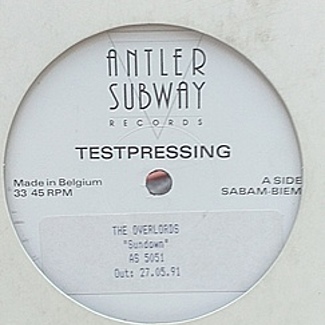 ANTLER
SUBWAY
RECORDS
TESTPRESSING
Made in Belgium
33 45 RPM
A SIDE
SABAM-BIEM
THE OVERLORDS
"Sundown"
AS 5051
Out: 27.05.91